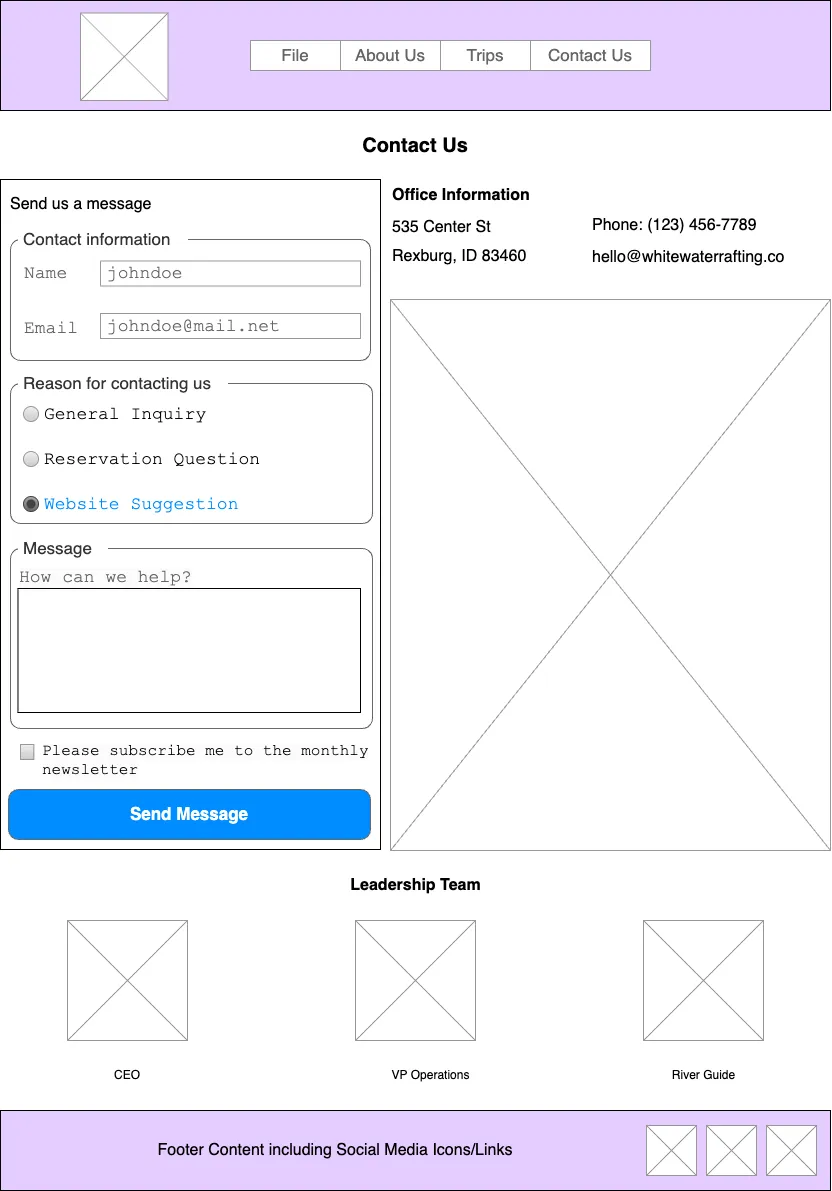 File About Us Trips Contact Us
Contact Us
Send us a message
Contact information
Name johndoe
Email johndoe@mail.net
Reason for contacting us
General Inquiry
Reservation Question
Website Suggestion
Message
How can we help?
Please subscribe me to the monthly
newsletter
Send Message
Office Information
535 Center St
Rexburg, ID 83460
Phone: (123) 456-7789
hello@whitewaterrafting.co
Leadership Team
CEO
VP Operations
River Guide
Footer Content including Social Media Icons/Links